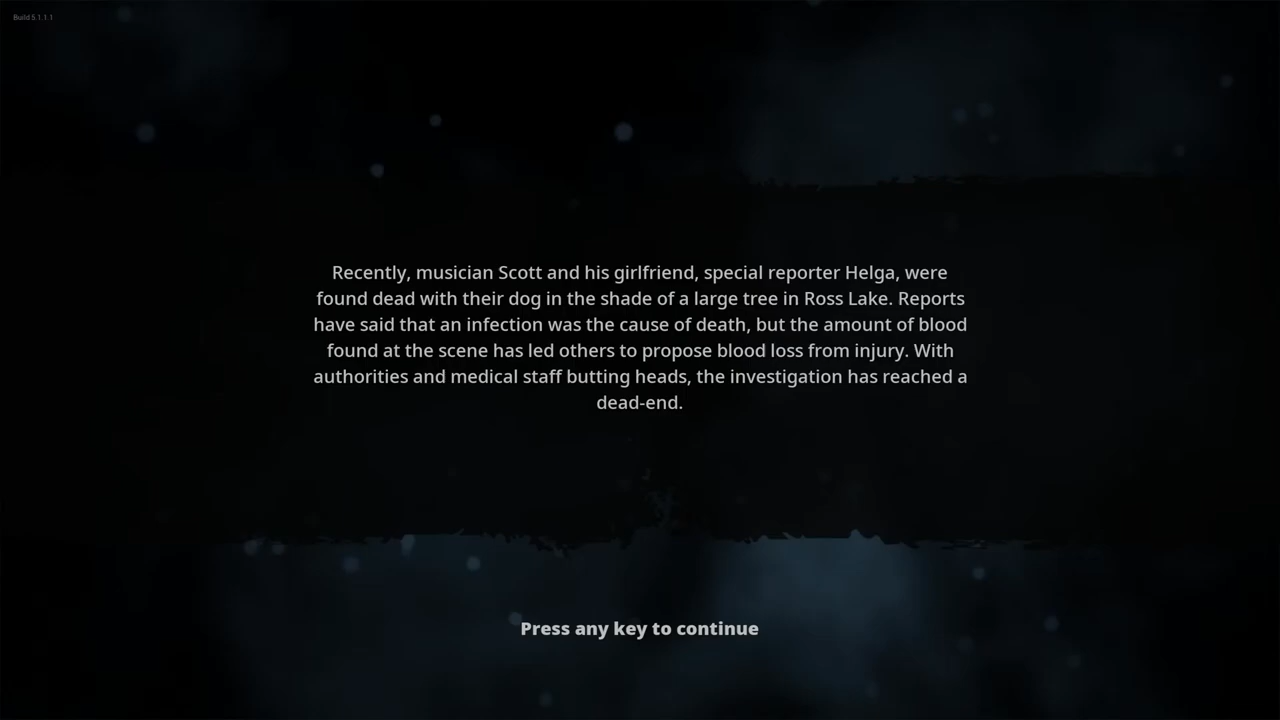 Build 5.1.1.1
Recently, musician Scott and his girlfriend, special reporter Helga, were
found dead with their dog in the shade of a large tree in Ross Lake. Reports
have said that an infection was the cause of death, but the amount of blood
found at the scene has led others to propose blood loss from injury. With
authorities and medical staff butting heads, the investigation has reached a
dead-end.
Press any key to continue